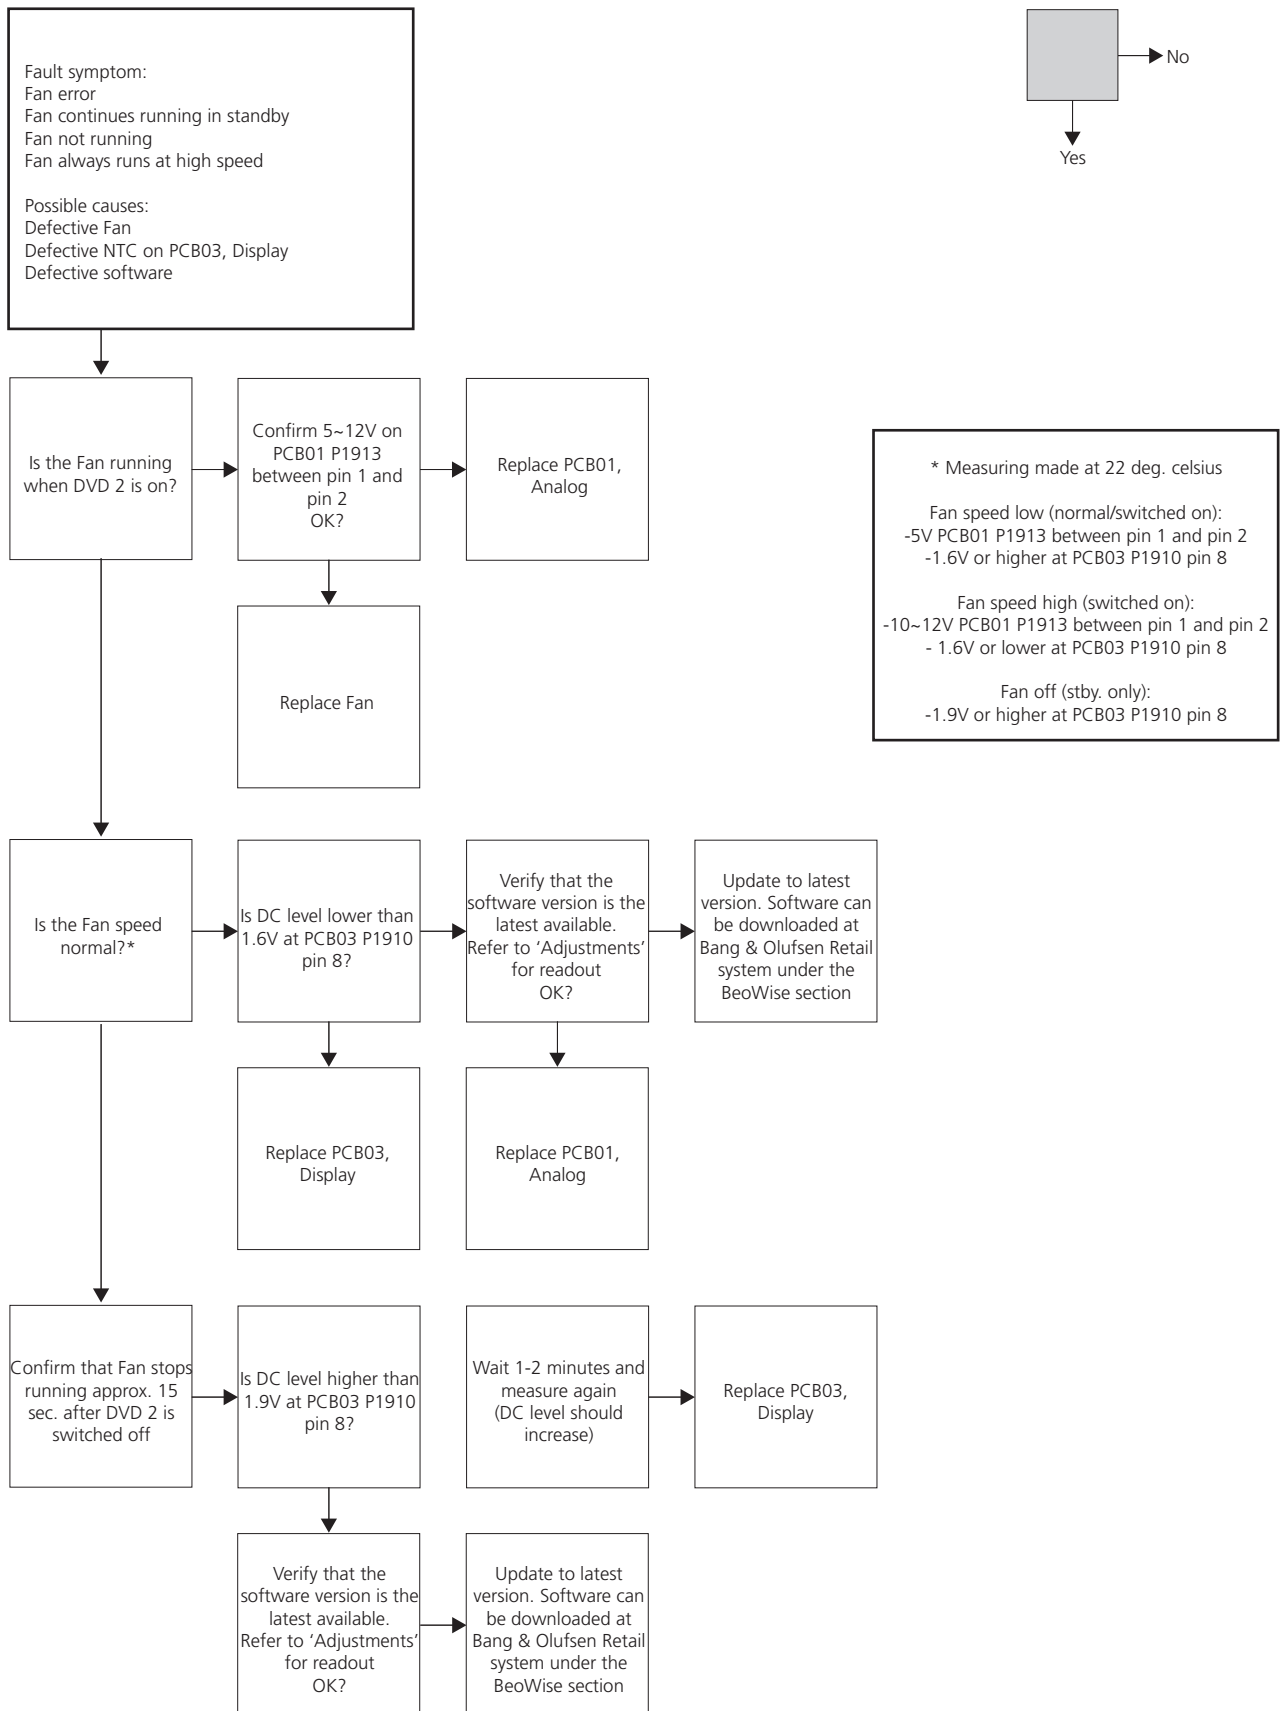 Fault symptom:
Fan error
Fan continues running in standby
Fan not running
Fan always runs at high speed
Possible causes:
Defective Fan
Defective NTC on PCB03, Display
Defective software
No
Yes
Is the Fan running
when DVD 2 is on?
Confirm 5~12V on
PCB01 P1913
between pin 1 and
pin 2
OK?
Replace PCB01,
Analog
* Measuring made at 22 deg. celsius
Fan speed low (normal/switched on):
-5V PCB01 P1913 between pin 1 and pin 2
-1.6V or higher at PCB03 P1910 pin 8
Fan speed high (switched on):
-10~12V PCB01 P1913 between pin 1 and pin 2
- 1.6V or lower at PCB03 P1910 pin 8
Fan off (stby. only):
-1.9V or higher at PCB03 P1910 pin 8
Replace Fan
Is the Fan speed
normal?*
Is DC level lower than
1.6V at PCB03 P1910
pin 8?
Verify that the
software version is the
latest available.
Refer to ‘Adjustments’
for readout
OK?
Update to latest
version. Software can
be downloaded at
Bang & Olufsen Retail
system under the
BeoWise section
Replace PCB03,
Display
Replace PCB01,
Analog
Confirm that Fan stops
running approx. 15
sec. after DVD 2 is
switched off
Is DC level higher than
1.9V at PCB03 P1910
pin 8?
Wait 1-2 minutes and
measure again
(DC level should
increase)
Replace PCB03,
Display
Verify that the
software version is the
latest available.
Refer to ‘Adjustments’
for readout
OK?
Update to latest
version. Software can
be downloaded at
Bang & Olufsen Retail
system under the
BeoWise section